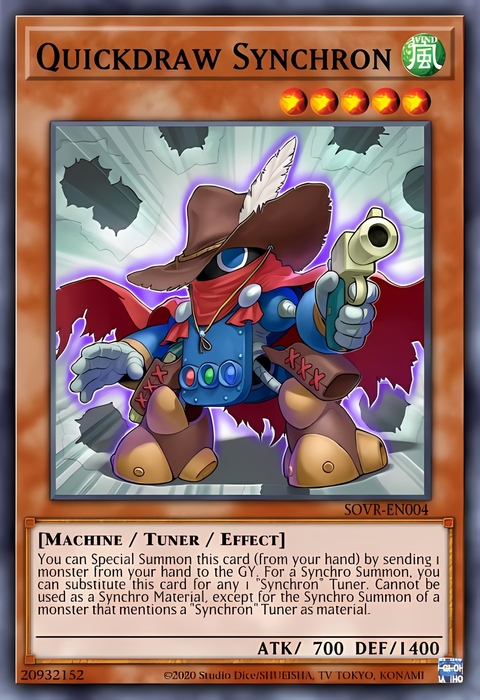 QUICKDRAW SYNCHRON
WIND
風
SOVR-EN004
[MACHINE / TUNER / EFFECT]
You can Special Summon this card (from your hand) by sending 1
monster from your hand to the GY. For a Synchro Summon, you
can substitute this card for any 1 "Synchron" Tuner. Cannot be
used as a Synchro Material, except for the Synchro Summon of a
monster that mentions a "Synchron" Tuner as material.
ATK/ 700 DEF/1400
20932152
©2020 Studio Dice/SHUEISHA, TV TOKYO, KONAMI